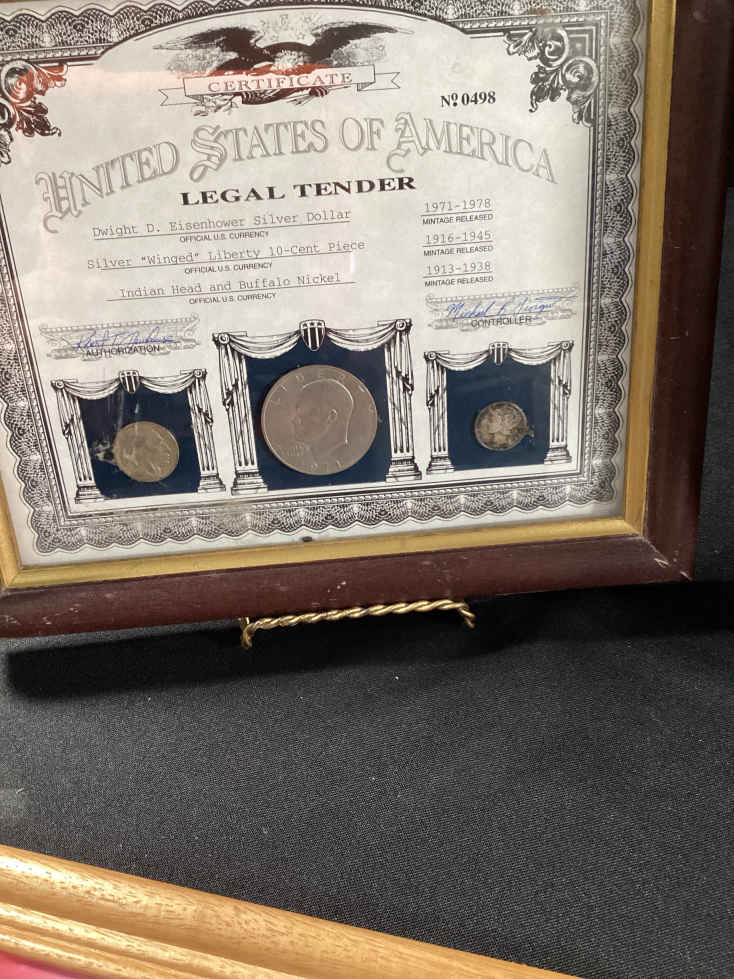 CERTIFICATE
Nº 0498
UNITED STATES OF AMERICA
LEGAL TENDER
Dwight D. Eisenhower Silver Dollar
OFFICIAL U.S. CURRENCY
1971-1978
MINTAGE RELEASED
Silver "Winged" Liberty 10-Cent Piece
OFFICIAL U.S. CURRENCY
1916-1945
MINTAGE RELEASED
Indian Head and Buffalo Nickel
OFFICIAL U.S. CURRENCY
1913-1938
MINTAGE RELEASED
AUTHORIZATION
Michael
CONTROLLER
LIBERTY